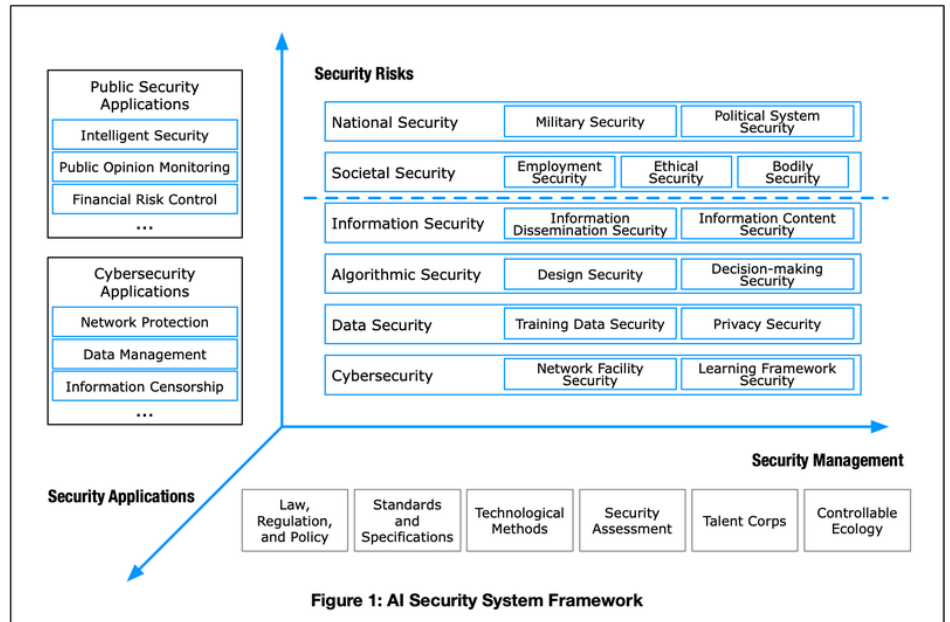 Security Risks
Public Security
Applications
Intelligent Security
Public Opinion Monitoring
Financial Risk Control
...
Cybersecurity
Applications
Network Protection
Data Management
Information Censorship
...
National Security
Military Security
Political System
Security
Societal Security
Employment
Security
Ethical
Security
Bodily
Security
Information Security
Information
Dissemination Security
Information Content
Security
Algorithmic Security
Design Security
Decision-making
Security
Data Security
Training Data Security
Privacy Security
Cybersecurity
Network Facility
Security
Learning Framework
Security
Security Management
Security Applications
Law,
Regulation,
and Policy
Standards
and
Specifications
Technological
Methods
Security
Assessment
Talent Corps
Controllable
Ecology
Figure 1: AI Security System Framework